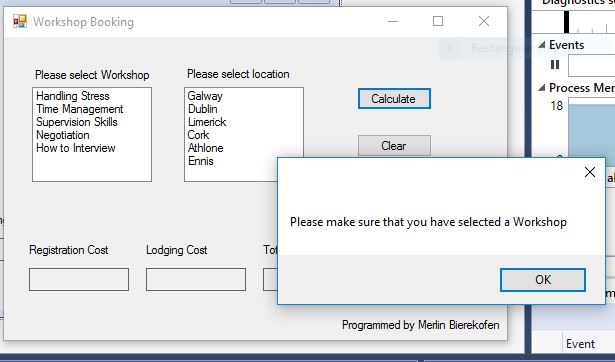 Workshop Booking
Diagnostics se
Rectangula
Events
Process Mem
18
Please select Workshop
Please select location
Handling Stress
Time Management
Supervision Skills
Negotiation
How to Interview
Galway
Dublin
Limerick
Cork
Athlone
Ennis
Calculate
Clear
Please make sure that you have selected a Workshop
OK
Registration Cost
Lodging Cost
Tot
Programmed by Merlin Bierekofen
Event